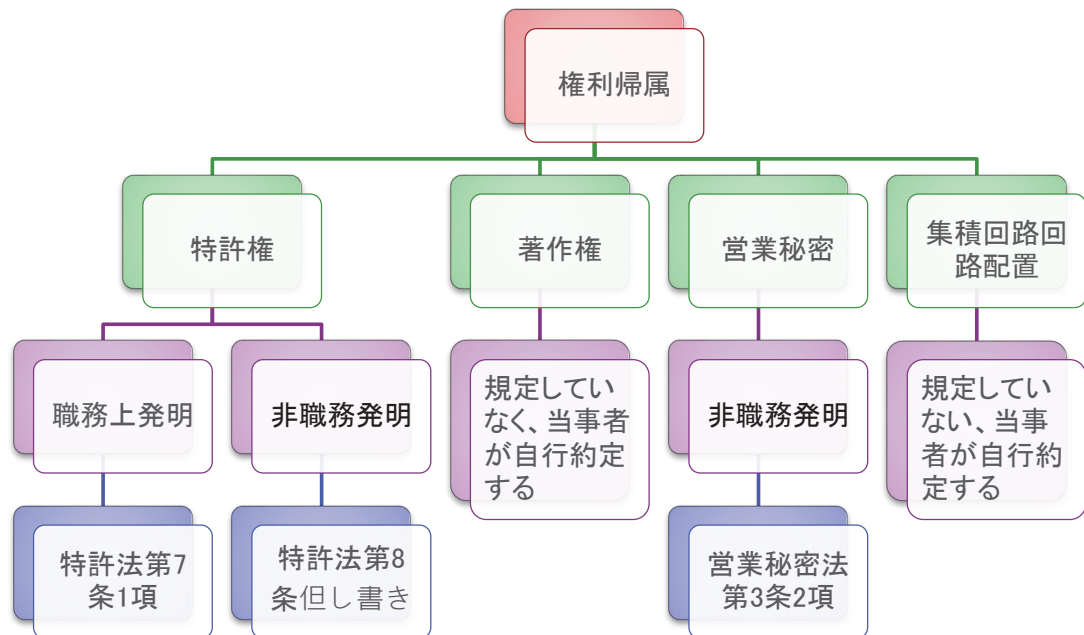 権利帰属
特許権
著作権
営業秘密
集積回路回
路配置
職務上発明
非職務発明
規定してい
なく、当事者
が自行約定
する
非職務発明
規定してい
ない、当事
者が自行約
定する
特許法第7
条1項
特許法第8
条但し書き
営業秘密法
第3条2項